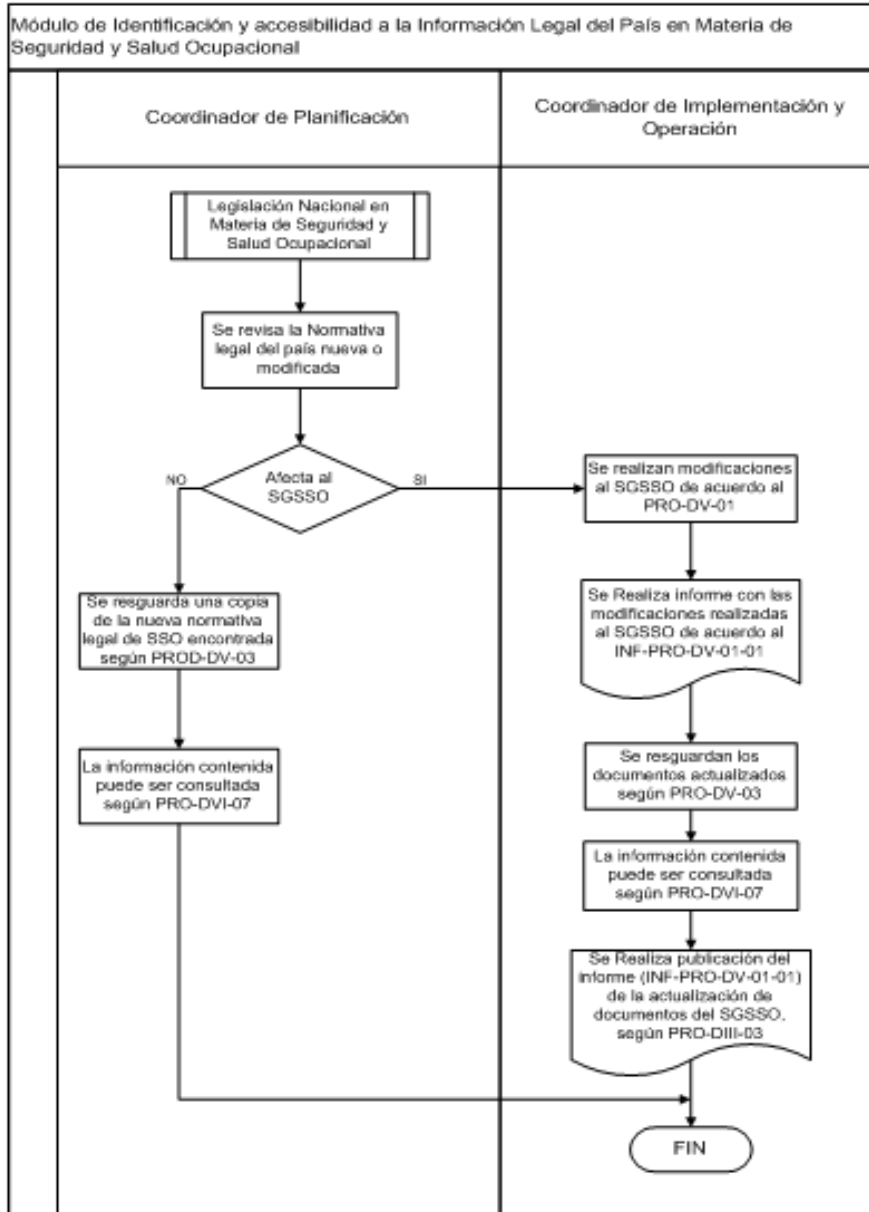 Módulo de Identificación y accesibilidad a la Información Legal del País en Materia de
Seguridad y Salud Ocupacional
Coordinador de Planificación
Coordinador de Implementación y
Operación
Legislación Nacional en
Materia de Seguridad y
Salud Ocupacional
Se revisa la Normativa
legal del país nueva o
modificada
Afecta al
SGSSO
NO
SI
Se resguarda una copia
de la nueva normativa
legal de SSO encontrada
según PROD-DV-03
La información contenida
puede ser consultada
según PRO-DVI-07
Se realizan modificaciones
al SGSSO de acuerdo al
PRO-DV-01
Se Realiza informe con las
modificaciones realizadas
al SGSSO de acuerdo al
INF-PRO-DV-01-01
Se resguardan los
documentos actualizados
según PRO-DV-03
La información contenida
puede ser consultada
según PRO-DVI-07
Se Realiza publicación del
informe (INF-PRO-DV-01-01)
de la actualización de
documentos del SGSSO.
según PRO-DIII-03
FIN